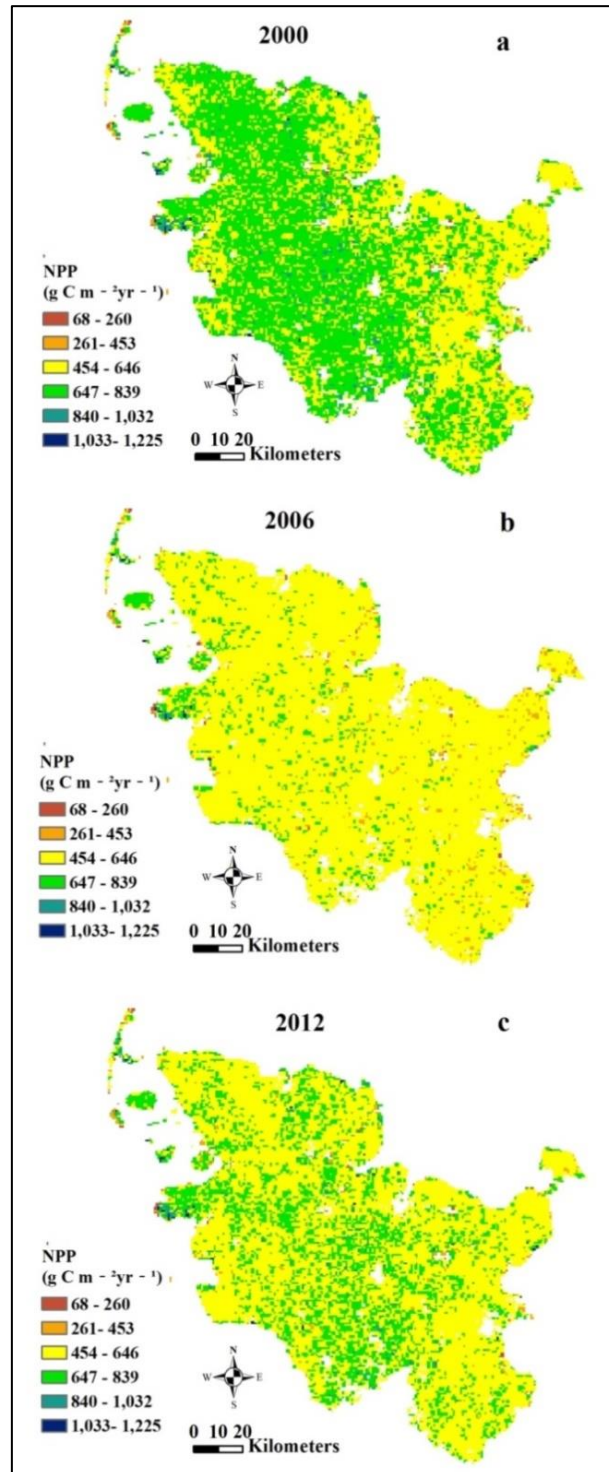 2000 a
NPP
(g C m - ²yr - ¹)
68 - 260
261- 453
454 - 646
647 - 839
840 - 1,032
1,033- 1,225
N
W E
S
0 10 20
Kilometers
2006 b
NPP
(g C m - ²yr - ¹)
68 - 260
261- 453
454 - 646
647 - 839
840 - 1,032
1,033- 1,225
N
W E
S
0 10 20
Kilometers
2012 c
NPP
(g C m - ²yr - ¹)
68 - 260
261- 453
454 - 646
647 - 839
840 - 1,032
1,033- 1,225
N
W E
S
0 10 20
Kilometers